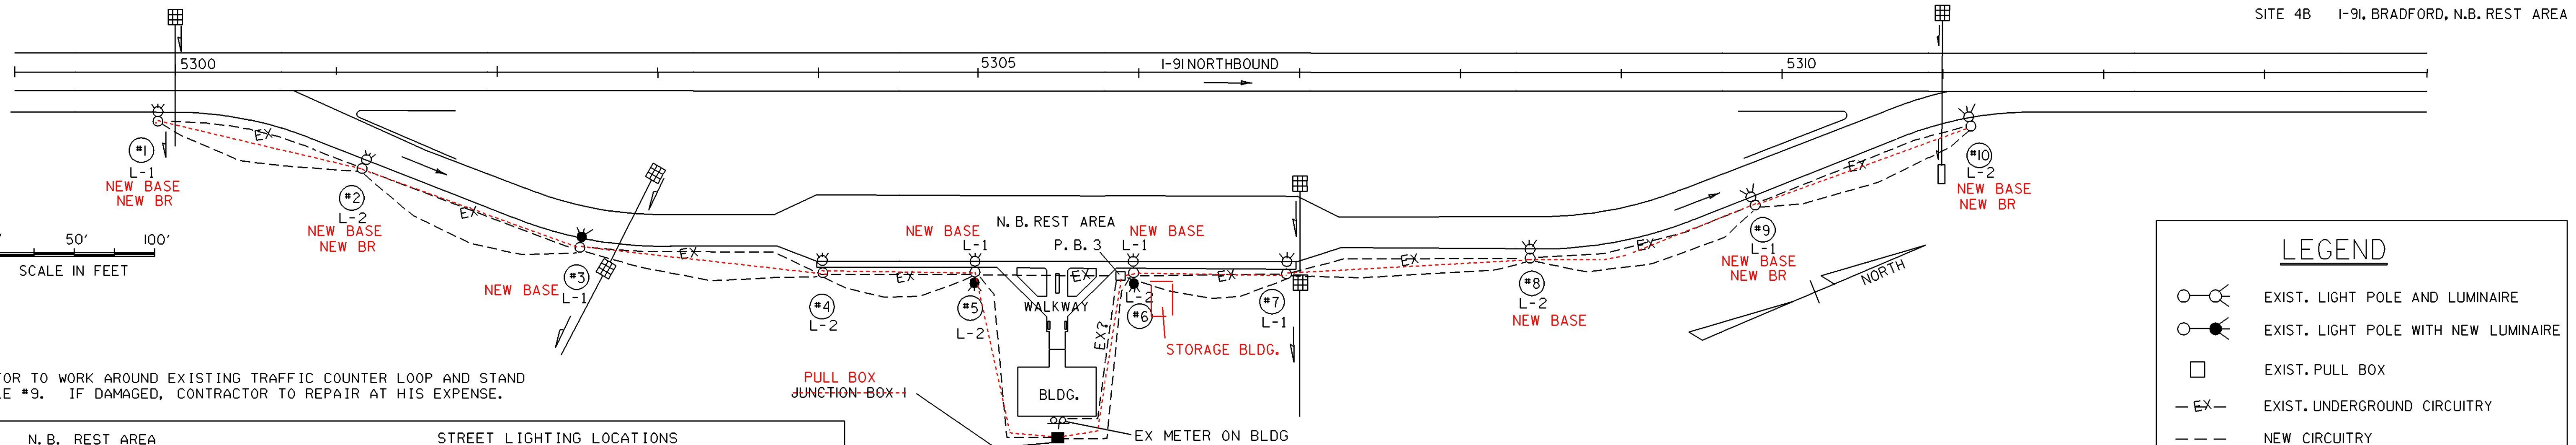 SITE 4B I-91, BRADFORD, N.B. REST AREA
5300
5305
I-91 NORTHBOUND
5310
EX
#1
L-1
NEW BASE
NEW BR
#2
L-2
NEW BASE
NEW BR
EX
#3
L-1
NEW BASE
EX
#4
L-2
EX
NEW BASE
L-1
#5
L-2
N.B. REST AREA
P.B.3
EX
WALKWAY
L-1
NEW BASE
L-2
#6
EX?
EX
#7
L-1
STORAGE BLDG.
EX
#8
L-2
NEW BASE
EX
#9
L-1
NEW BASE
NEW BR
EX
#10
L-2
NEW BASE
NEW BR
NORTH
50' 100'
SCALE IN FEET
TOR TO WORK AROUND EXISTING TRAFFIC COUNTER LOOP AND STAND
LE #9. IF DAMAGED, CONTRACTOR TO REPAIR AT HIS EXPENSE.
PULL BOX
JUNCTION BOX 1
BLDG.
EX METER ON BLDG
N.B. REST AREA STREET LIGHTING LOCATIONS
LEGEND
EXIST. LIGHT POLE AND LUMINAIRE
EXIST. LIGHT POLE WITH NEW LUMINAIRE
EXIST. PULL BOX
EX EXIST. UNDERGROUND CIRCUITRY
NEW CIRCUITRY